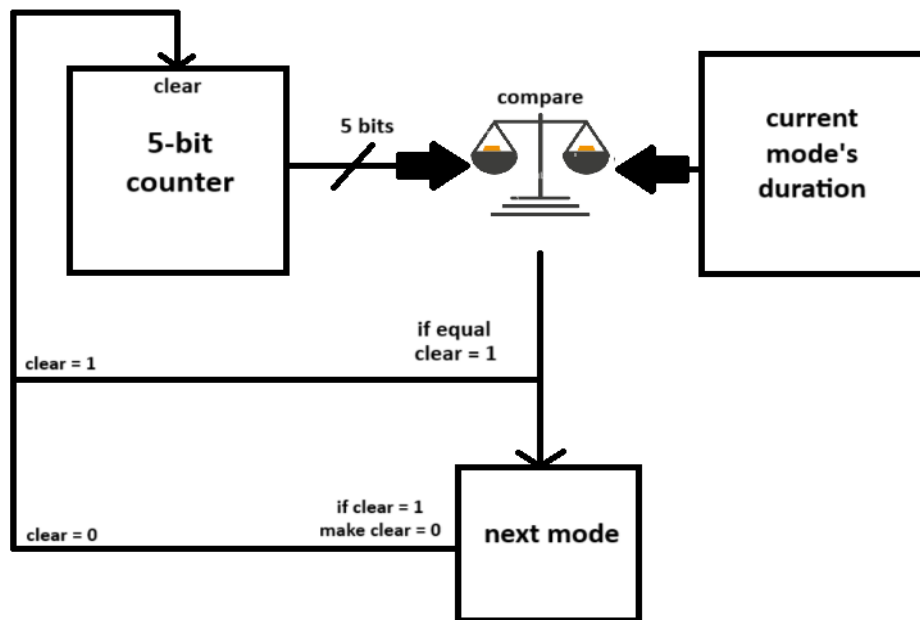 clear
5-bit
counter
5 bits
compare
current
mode's
duration
if equal
clear = 1
clear = 1
if clear = 1
make clear = 0
clear = 0
next mode